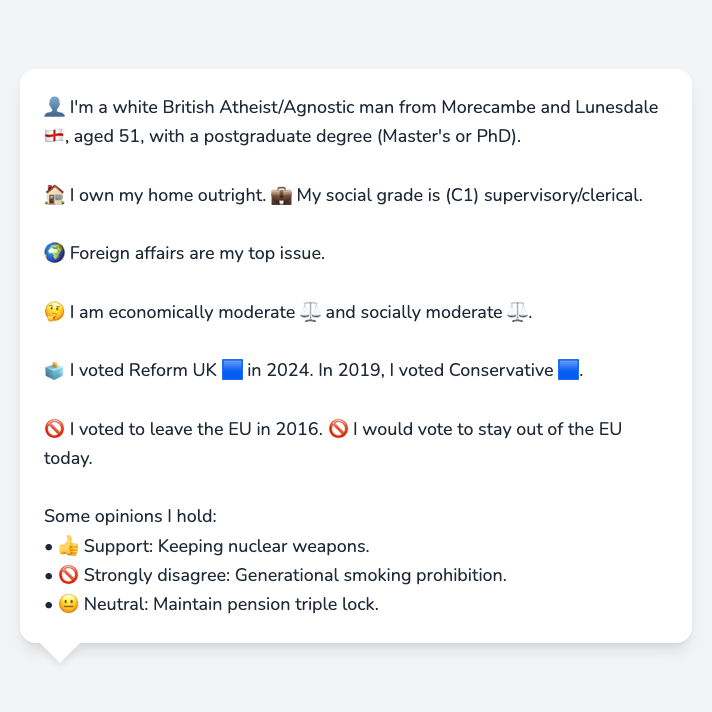 👤 I'm a white British Atheist/Agnostic man from Morecambe and Lunesdale
🏴󠁧󠁢󠁥󠁮󠁧󠁿, aged 51, with a postgraduate degree (Master's or PhD).
🏠 I own my home outright. 💼 My social grade is (C1) supervisory/clerical.
🌍 Foreign affairs are my top issue.
🤔 I am economically moderate ⚖️ and socially moderate ⚖️.
🗳️ I voted Reform UK 🟦 in 2024. In 2019, I voted Conservative 🟦.
🚫 I voted to leave the EU in 2016. 🚫 I would vote to stay out of the EU
today.
Some opinions I hold:
• 👍 Support: Keeping nuclear weapons.
• 🚫 Strongly disagree: Generational smoking prohibition.
• 😐 Neutral: Maintain pension triple lock.